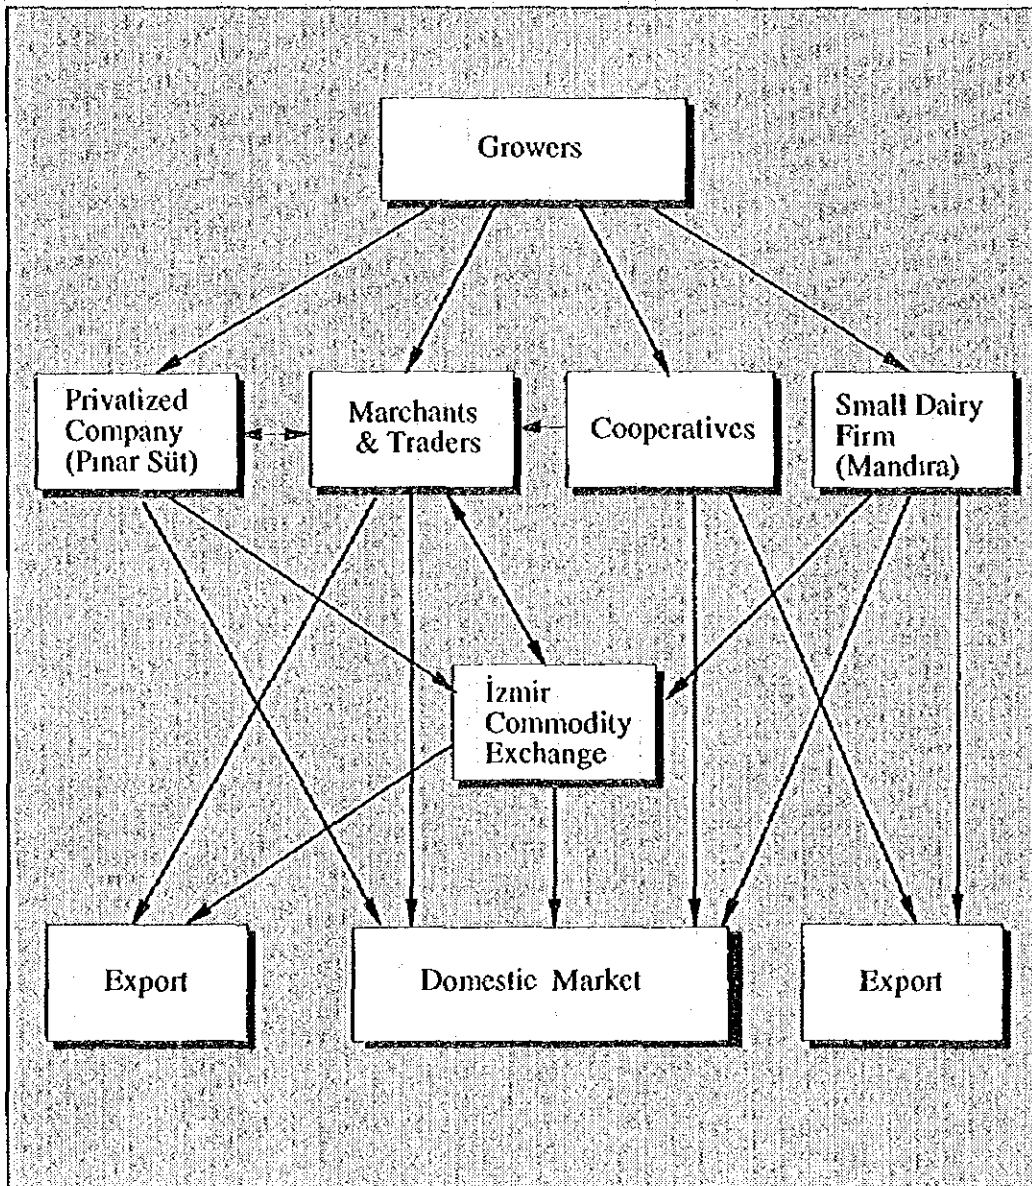 Growers
Privatized
Company
(Pınar Süt)
Marchants
& Traders
Cooperatives
Small Dairy
Firm
(Mandıra)
İzmir
Commodity
Exchange
Export
Domestic Market
Export